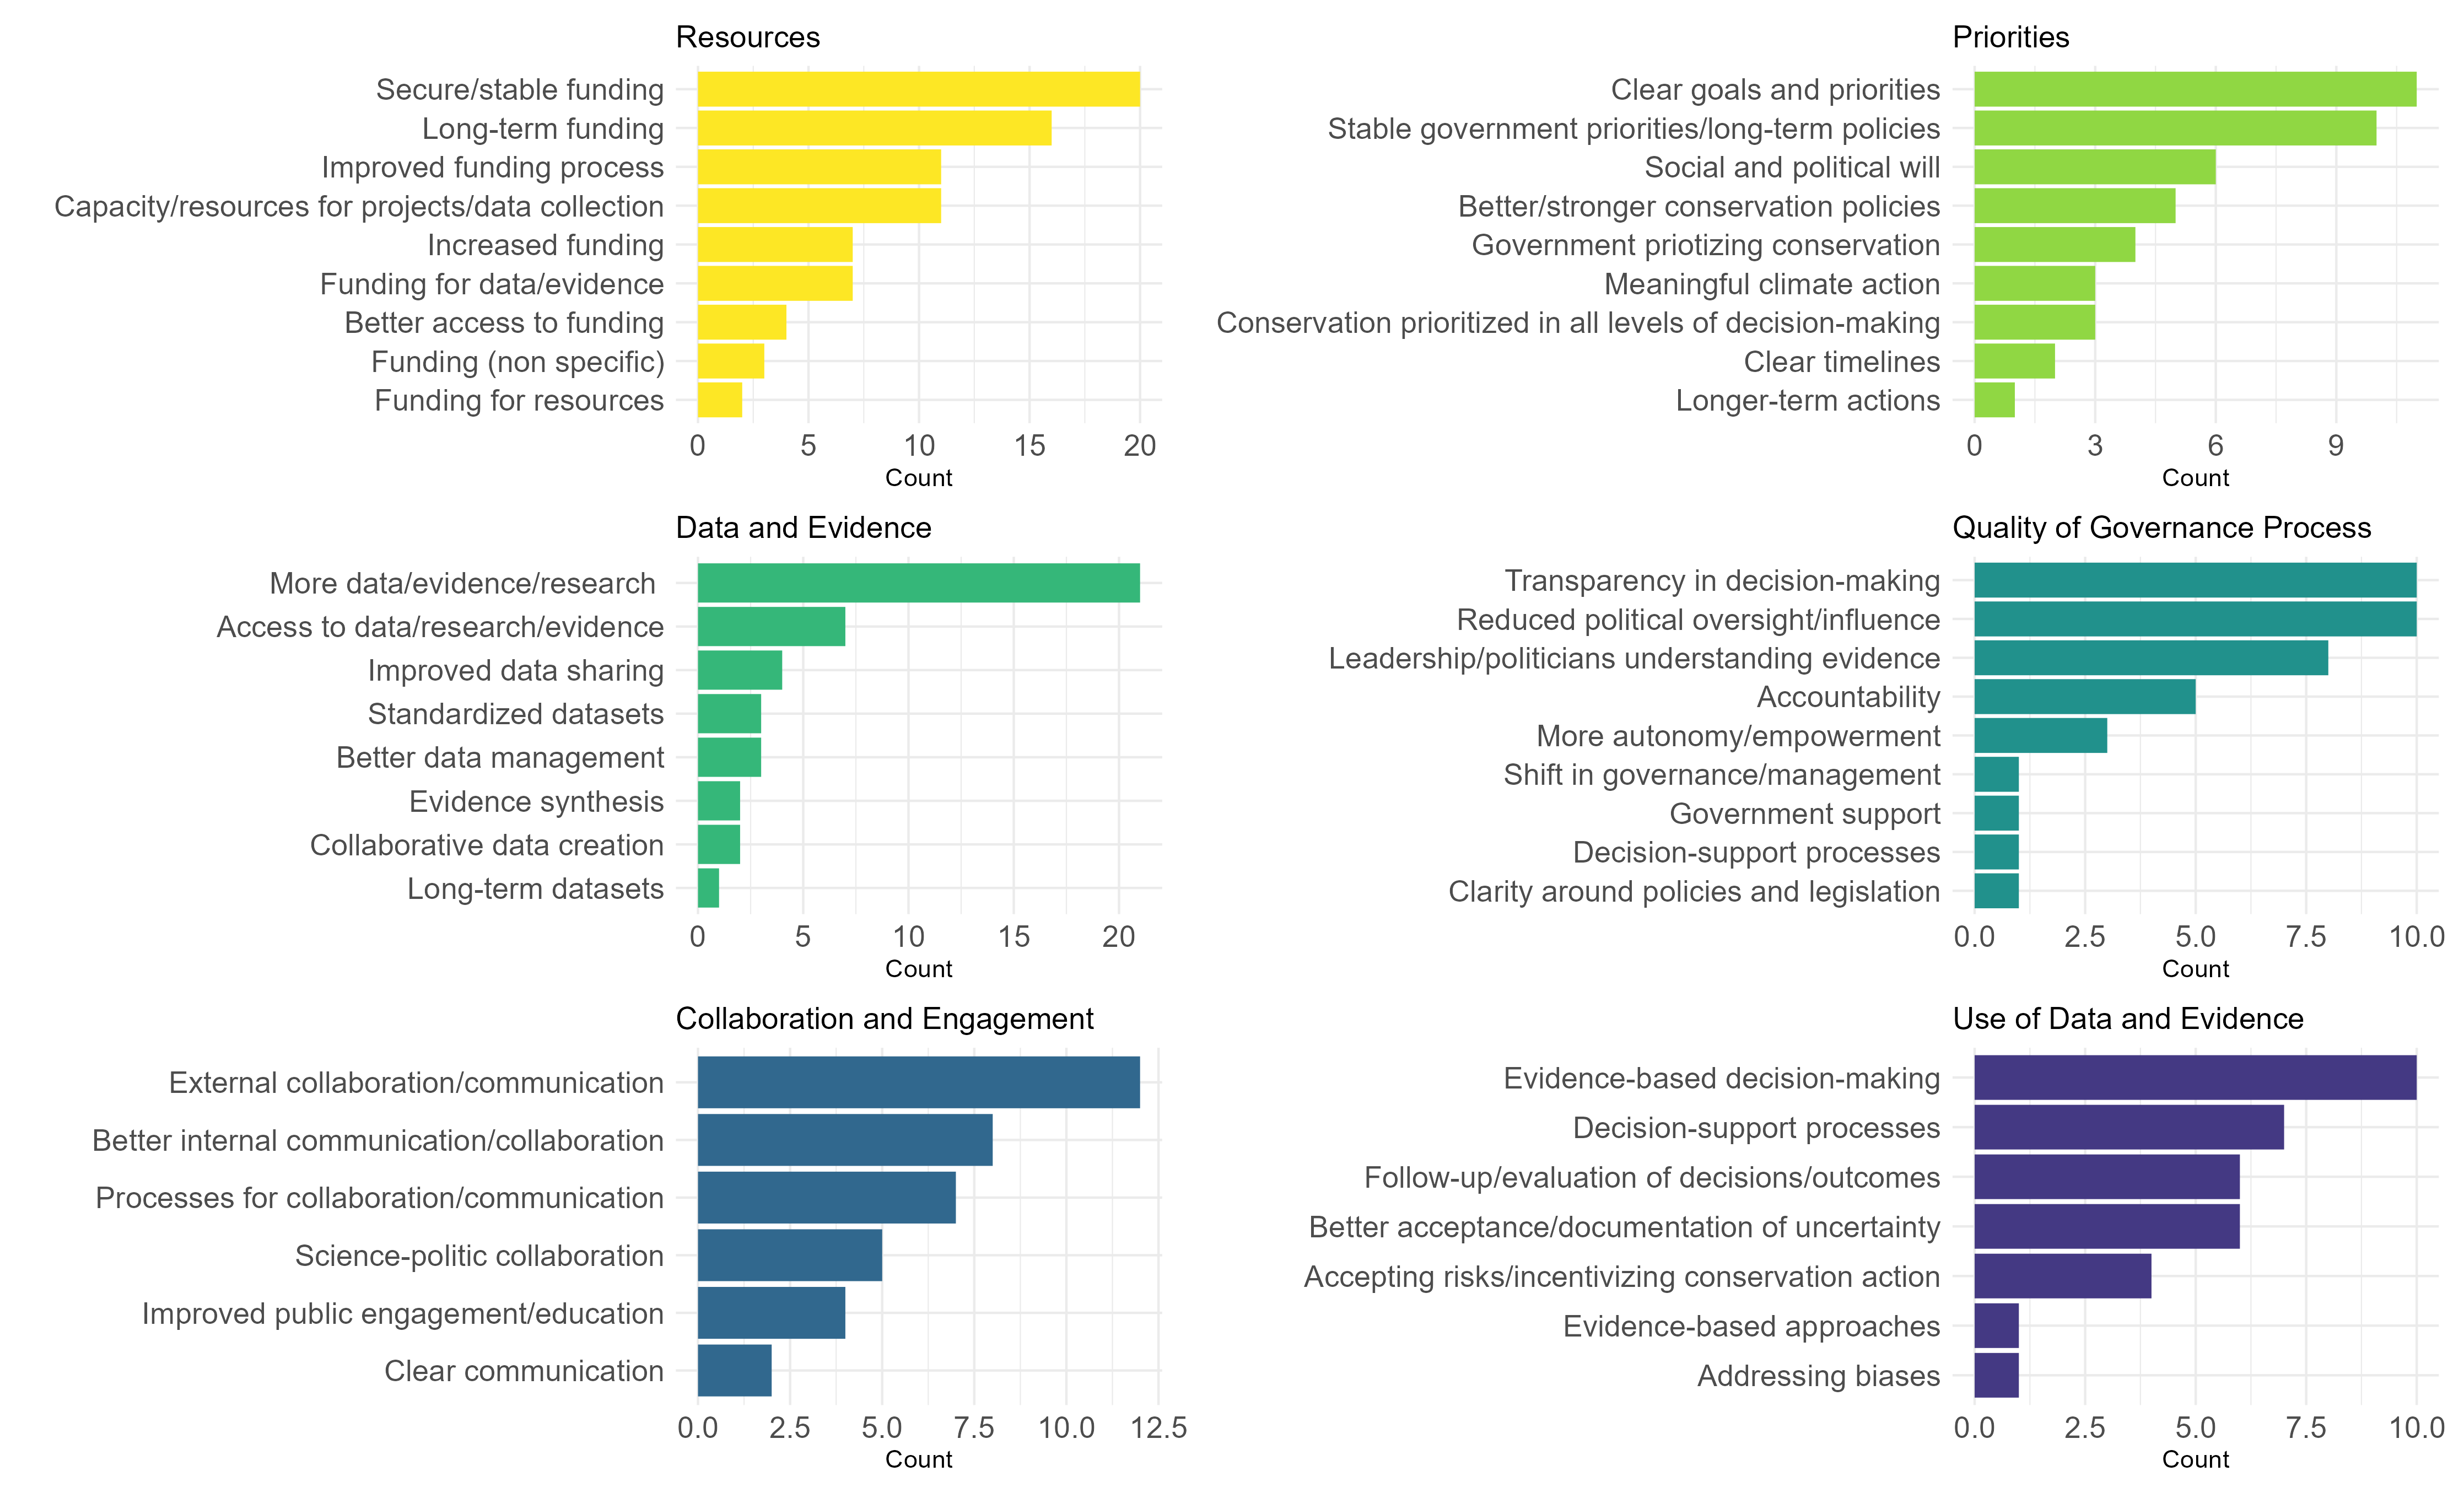 Resources
Secure/stable funding
Long-term funding
Improved funding process
Capacity/resources for projects/data collection
Increased funding
Funding for data/evidence
Better access to funding
Funding (non specific)
Funding for resources
0 5 10 15 20
Count
Priorities
Clear goals and priorities
Stable government priorities/long-term policies
Social and political will
Better/stronger conservation policies
Government priotizing conservation
Meaningful climate action
Conservation prioritized in all levels of decision-making
Clear timelines
Longer-term actions
0 3 6 9
Count
Data and Evidence
More data/evidence/research
Access to data/research/evidence
Improved data sharing
Standardized datasets
Better data management
Evidence synthesis
Collaborative data creation
Long-term datasets
0 5 10 15 20
Count
Quality of Governance Process
Transparency in decision-making
Reduced political oversight/influence
Leadership/politicians understanding evidence
Accountability
More autonomy/empowerment
Shift in governance/management
Government support
Decision-support processes
Clarity around policies and legislation
0.0 2.5 5.0 7.5 10.0
Count
Collaboration and Engagement
External collaboration/communication
Better internal communication/collaboration
Processes for collaboration/communication
Science-politic collaboration
Improved public engagement/education
Clear communication
0.0 2.5 5.0 7.5 10.0 12.5
Count
Use of Data and Evidence
Evidence-based decision-making
Decision-support processes
Follow-up/evaluation of decisions/outcomes
Better acceptance/documentation of uncertainty
Accepting risks/incentivizing conservation action
Evidence-based approaches
Addressing biases
0.0 2.5 5.0 7.5 10.0
Count